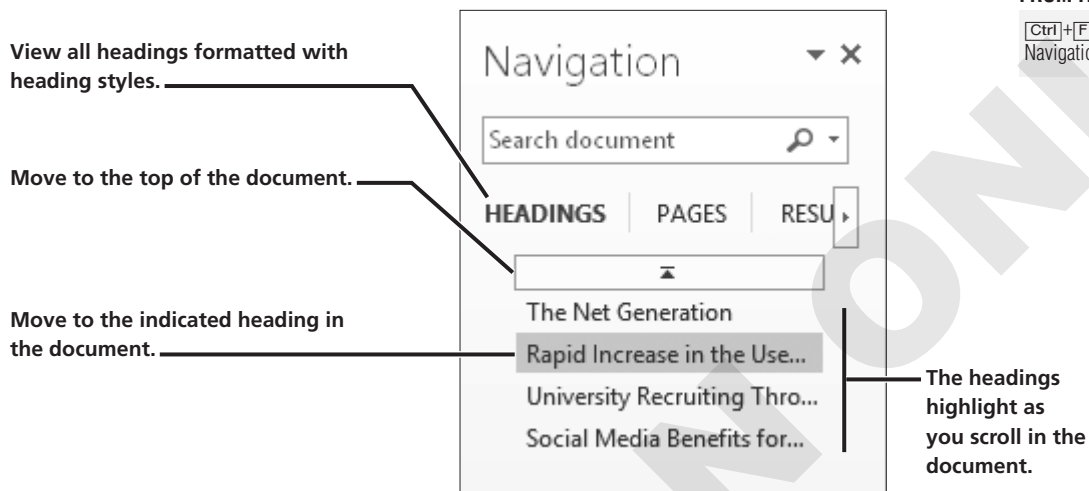 View all headings formatted with
heading styles.
Move to the top of the document.
Move to the indicated heading in
the document.
Navigation
Search document
HEADINGS
PAGES
RESU
The Net Generation
Rapid Increase in the Use...
University Recruiting Thro...
Social Media Benefits for...
The headings
highlight as
you scroll in the
document.
Ctrl+F